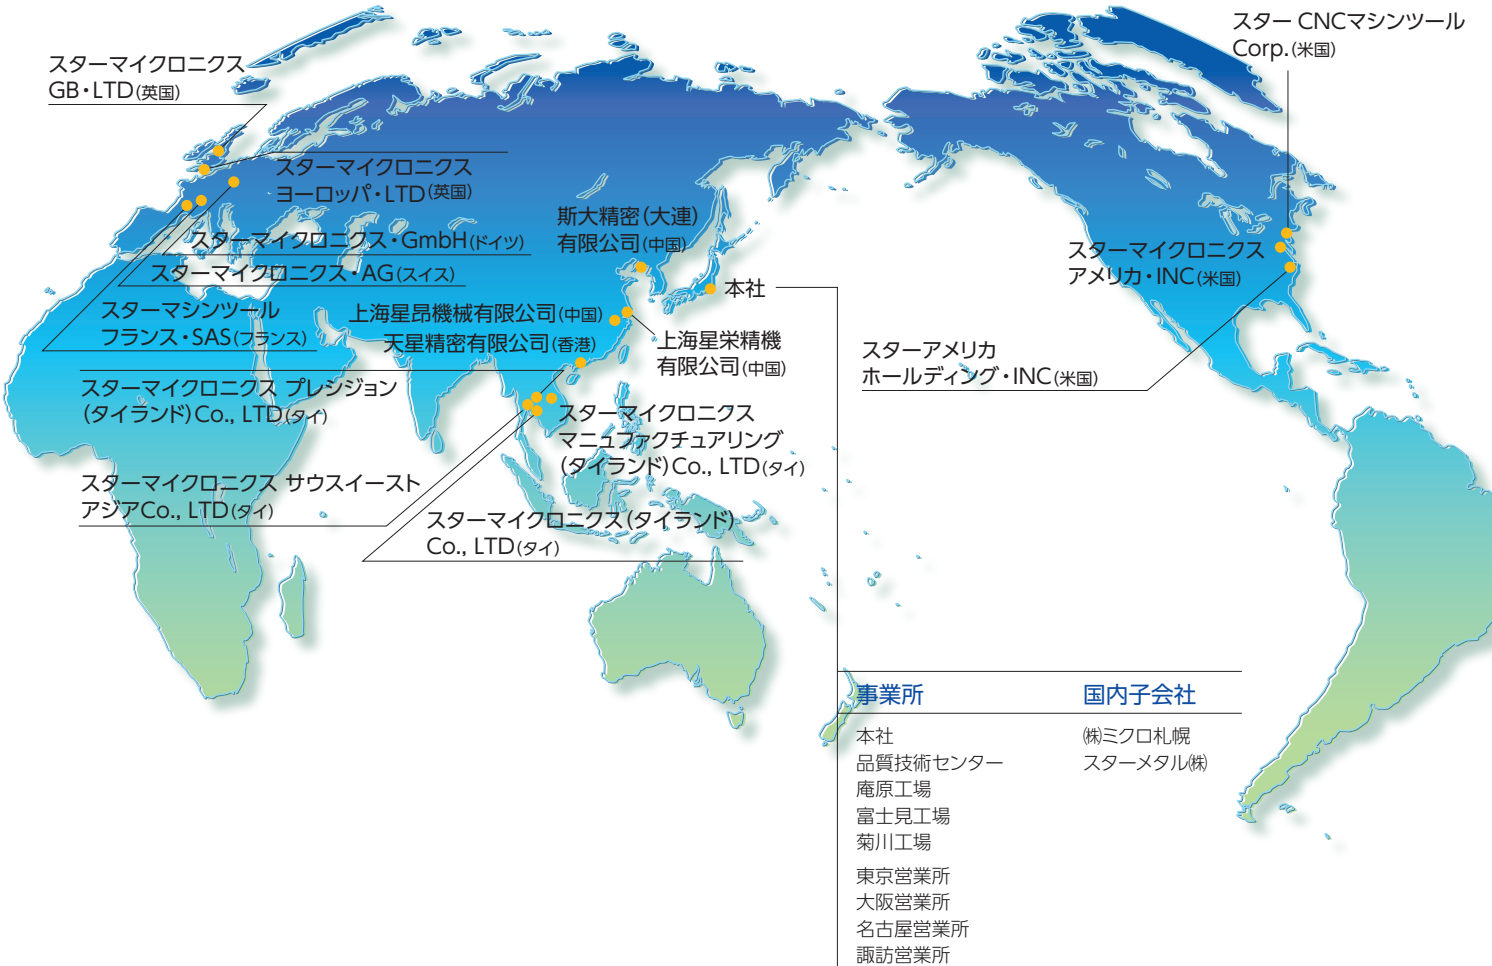 スター CNCマシンツール
Corp.(米国)
スターマイクロニクス
GB・LTD(英国)
スターマイクロニクス
ヨーロッパ・LTD(英国)
斯大精密(大連)
有限公司(中国)
スターマイクロニクス・GmbH(ドイツ)
スターマイクロニクス
アメリカ・INC(米国)
スターマイクロニクス・AG(スイス)
本社
スターマシンツール
フランス・SAS(フランス)
上海星昂機械有限公司(中国)
天星精密有限公司(香港)
上海星栄精機
有限公司(中国)
スターアメリカ
ホールディング・INC(米国)
スターマイクロニクス プレシジョン
(タイランド)Co., LTD(タイ)
スターマイクロニクス
マニュファクチュアリング
(タイランド)Co., LTD(タイ)
スターマイクロニクス サウスイースト
アジアCo., LTD(タイ)
スターマイクロニクス(タイランド)
Co., LTD(タイ)
事業所
本社
品質技術センター
庵原工場
富士見工場
菊川工場
東京営業所
大阪営業所
名古屋営業所
諏訪営業所
国内子会社
㈱ミクロ札幌
スターメタル㈱